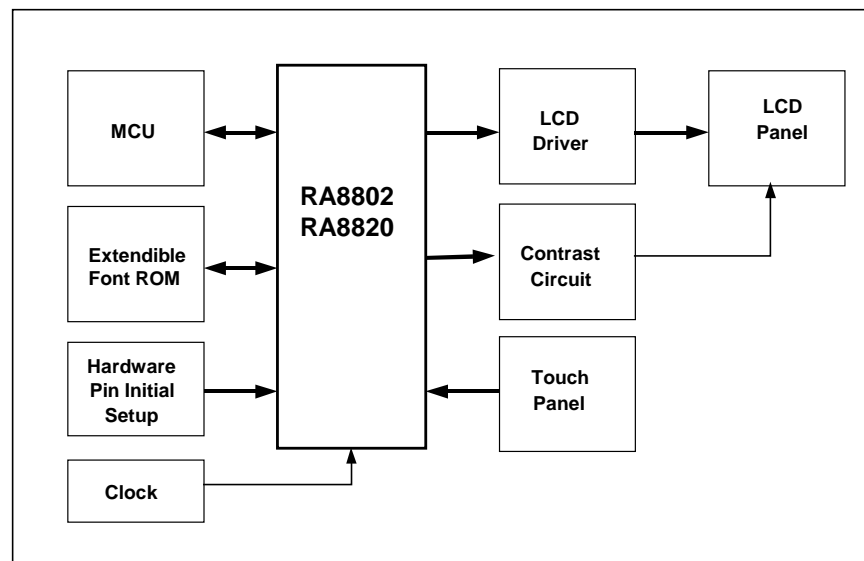 MCU
Extendible
Font ROM
Hardware
Pin Initial
Setup
Clock
RA8802
RA8820
LCD
Driver
Contrast
Circuit
Touch
Panel
LCD
Panel